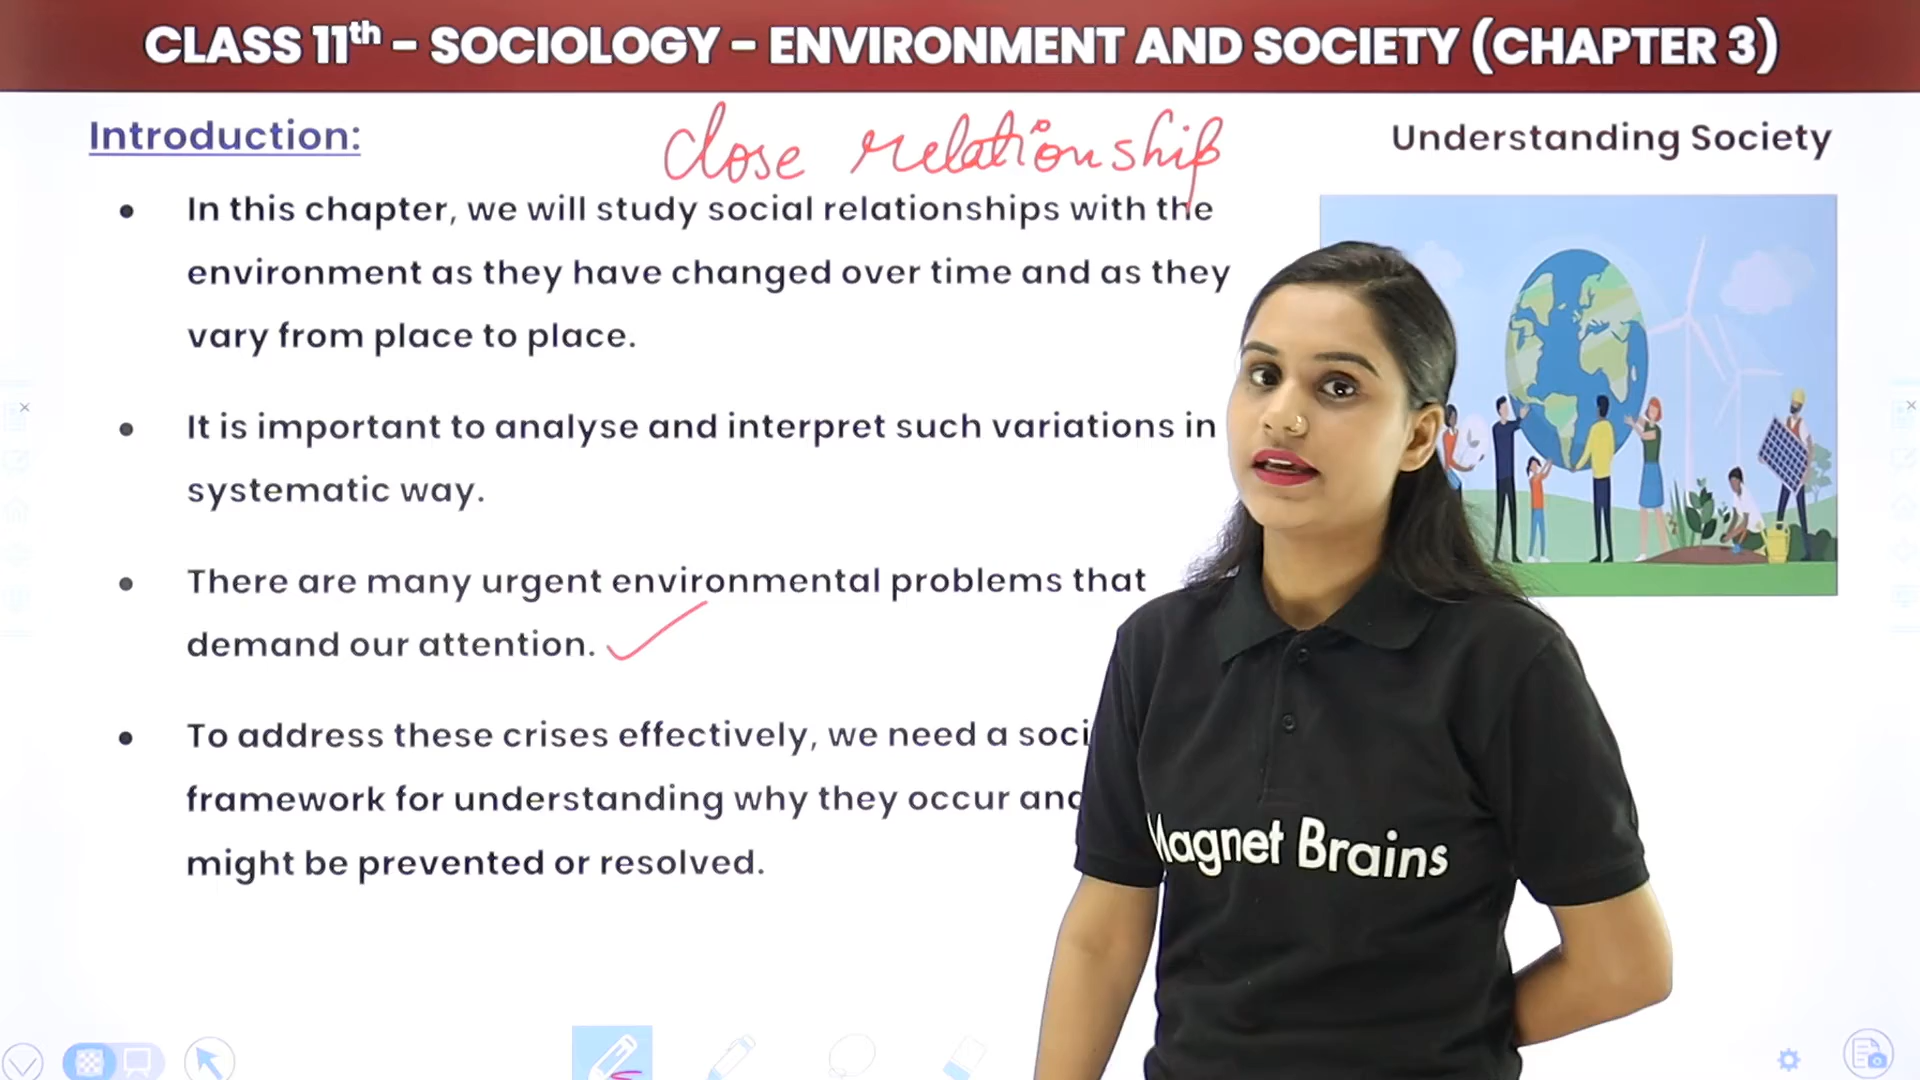 CLASS 11th - SOCIOLOGY - ENVIRONMENT AND SOCIETY (CHAPTER 3)
Introduction:
close relationship
Understanding Society
• In this chapter, we will study social relationships with the
environment as they have changed over time and as they
vary from place to place.
• It is important to analyse and interpret such variations in
systematic way.
• There are many urgent environmental problems that
demand our attention.
• To address these crises effectively, we need a
framework for understanding why they occur
might be prevented or resolved.
Magnet Brains